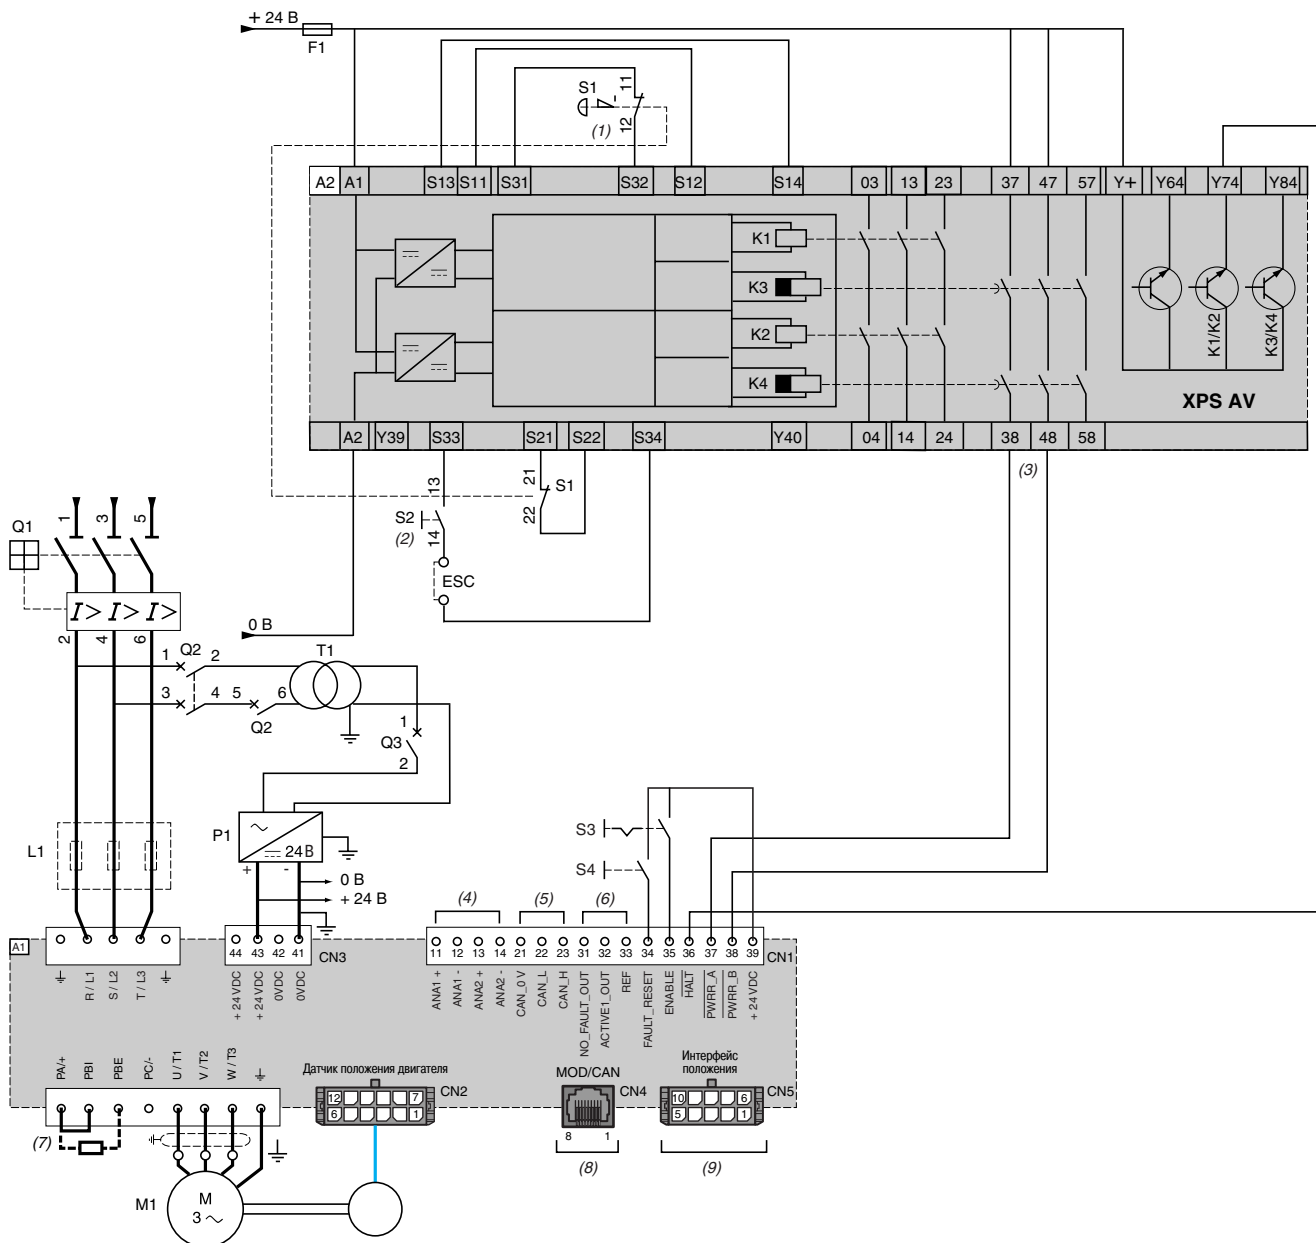 + 24 В
F1
S1
11
12
(1)
A2 A1 S13 S11 S31 S32 S12 S14 03 13 23 37 47 57 Y+ Y64 Y74 Y84
K1
K3
K2
K4
K1/K2
K3/K4
XPS AV
A2 Y39 S33 S21 S22 S34 Y40 04 14 24 38 48 58
(3)
13
S2
(2)
14
ESC
21
S1
22
0 В
Q1
1 3 5
I> I> I>
2 4 6
1 Q2 2
T1
3 4 5 6
Q2
1
Q3
2
P1
24 В
+ -
0 В
+ 24 В
L1
S3
S4
(4) (5) (6)
A1
R / L1
S / L2
T / L3
44 43 42 41
CN3
+ 24 VDC
+ 24 VDC
0VDC
0VDC
11 12 13 14 21 22 23 31 32 33 34 35 36 37 38 39
CN1
ANA1 +
ANA1 -
ANA2 +
ANA2 -
CAN_0 V
CAN_L
CAN_H
NO_FAULT_OUT
ACTIVE1_OUT
REF
FAULT_RESET
ENABLE
HALT
PWRR_A
PWRR_B
+ 24 VDC
PA/+
PBI
PBE
PC/-
U / T1
V / T2
W / T3
Датчик положения двигателя
12 7
6 1
CN2
MOD/CAN
CN4
8 1
(8)
Интерфейс
положения
10 6
5 1
CN5
(9)
(7)
M1
M
3 ~